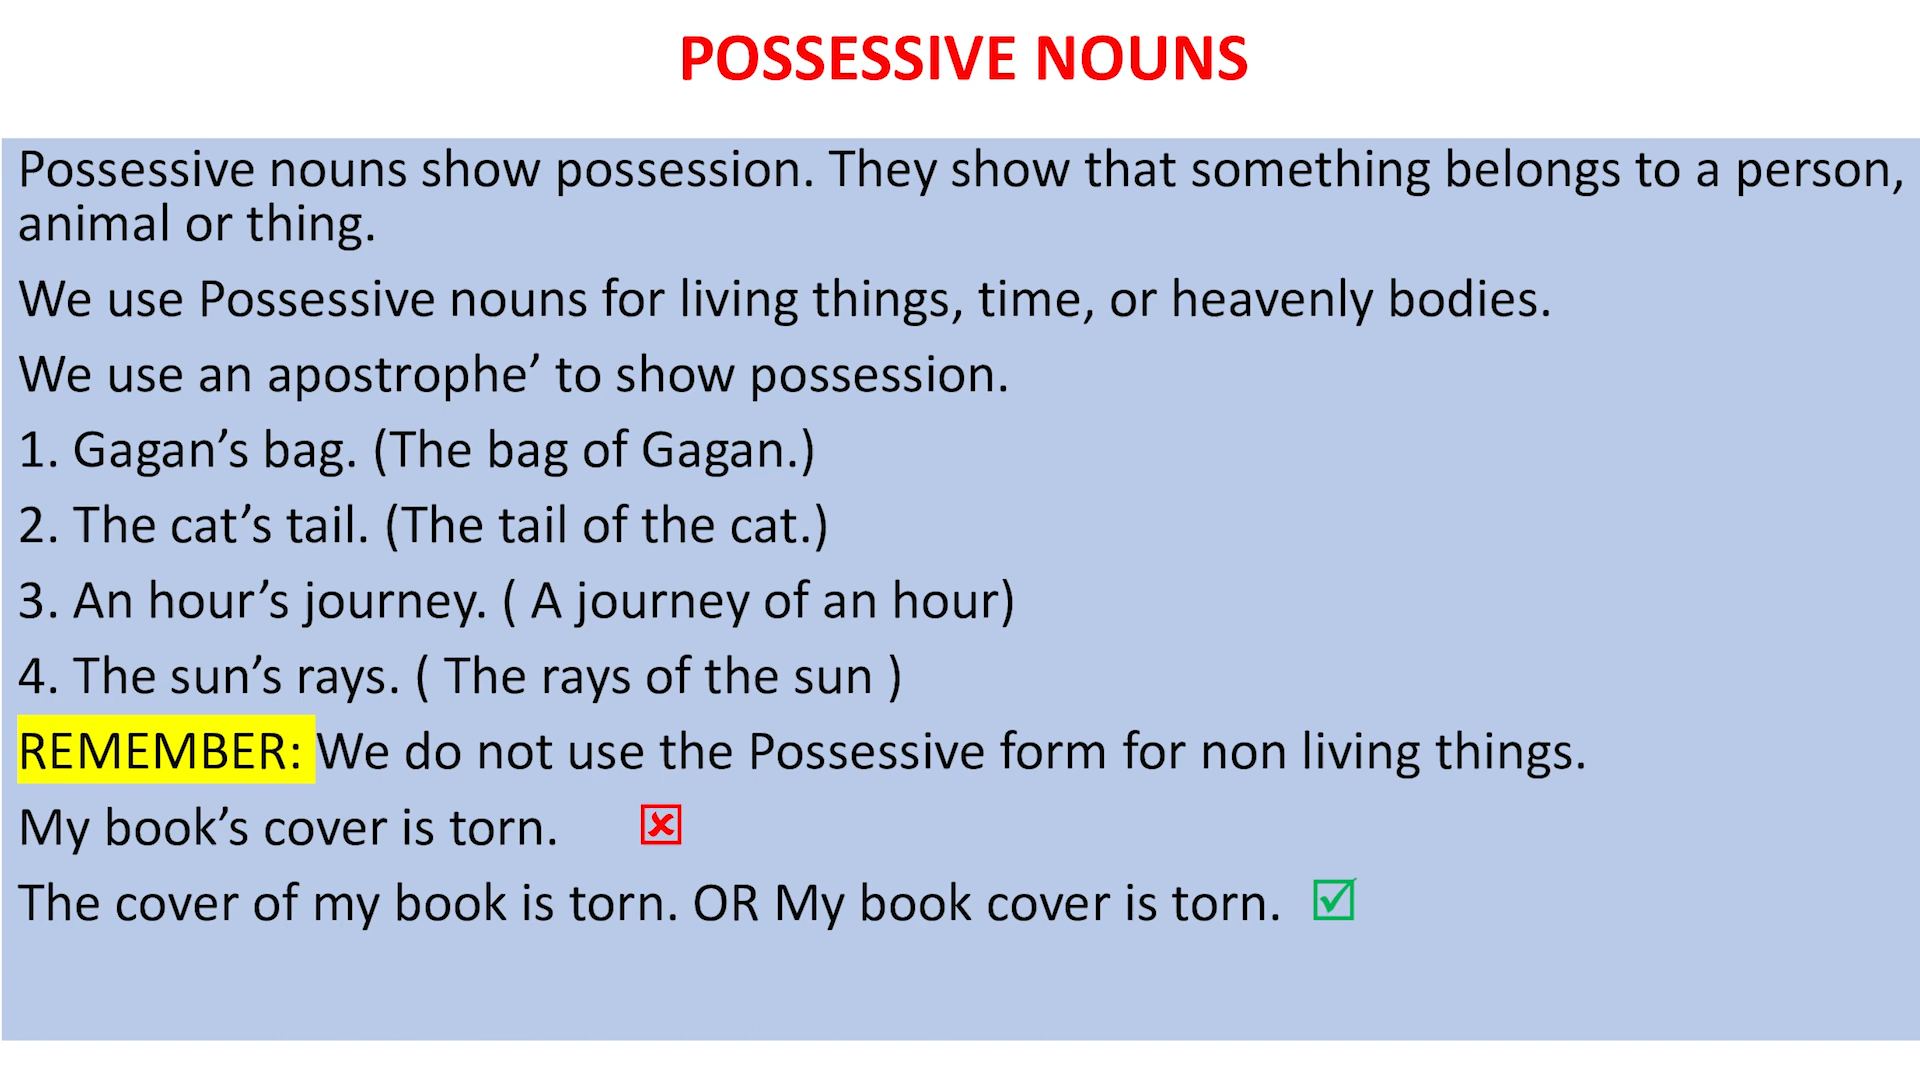 POSSESSIVE NOUNS
Possessive nouns show possession. They show that something belongs to a person,
animal or thing.
We use Possessive nouns for living things, time, or heavenly bodies.
We use an apostrophe’ to show possession.
1. Gagan’s bag. (The bag of Gagan.)
2. The cat’s tail. (The tail of the cat.)
3. An hour’s journey. ( A journey of an hour)
4. The sun’s rays. ( The rays of the sun )
REMEMBER: We do not use the Possessive form for non living things.
My book’s cover is torn.
The cover of my book is torn. OR My book cover is torn.